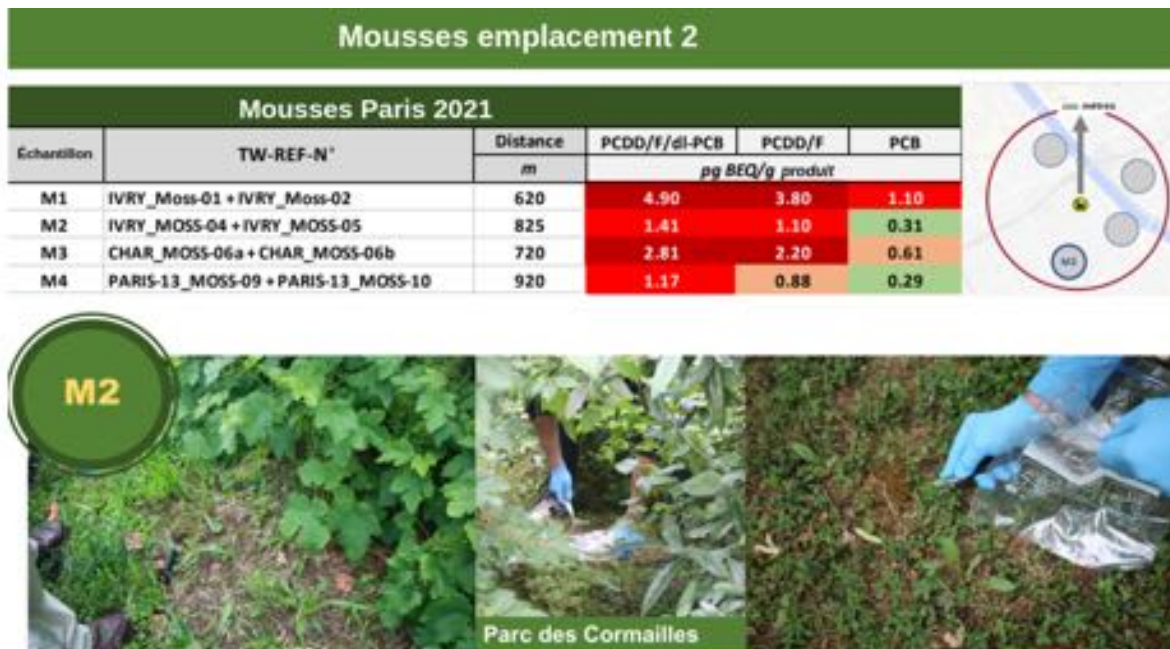 Mousses emplacement 2
Mousses Paris 2021
Échantillon TW-REF-N° Distance PCDD/F/dl-PCB PCDD/F PCB
m pg BEQ/g produit
M1 IVRY_Moss-01 + IVRY_Moss-02 620 4.90 3.80 1.10
M2 IVRY_MOSS-04 + IVRY_MOSS-05 825 1.41 1.10 0.31
M3 CHAR_MOSS-06a + CHAR_MOSS-06b 720 2.81 2.20 0.61
M4 PARIS-13_MOSS-09 + PARIS-13_MOSS-10 920 1.17 0.88 0.29
mètres
M2
M2
Parc des Cormailles